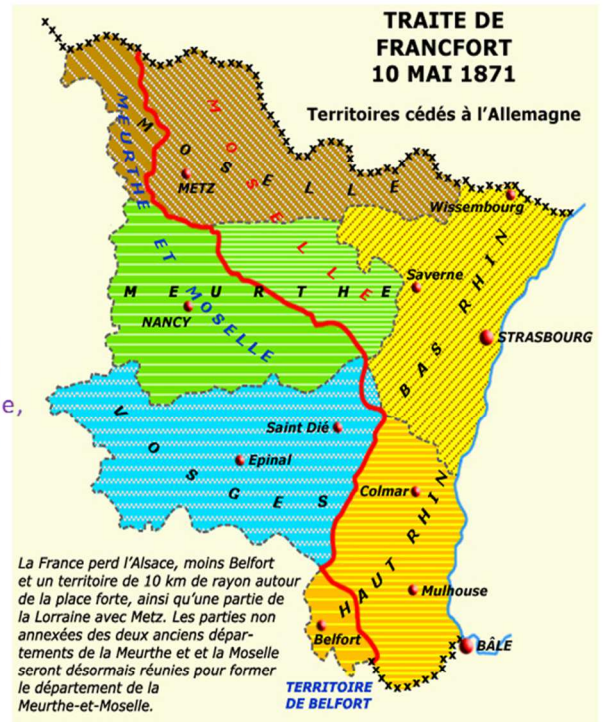 TRAITE DE
FRANCFORT
10 MAI 1871
Territoires cédés à l'Allemagne
MEURTHE ET MOSELLE
MOSELLE
MOSELLE
METZ
Wissembourg
BAS RHIN
Saverne
MEURTHE
NANCY
STRASBOURG
e,
VOSGES
Saint Dié
Epinal
Colmar
HAUT RHIN
Mulhouse
Belfort
BÂLE
TERRITOIRE
DE BELFORT
La France perd l'Alsace, moins Belfort
et un territoire de 10 km de rayon autour
de la place forte, ainsi qu'une partie de
la Lorraine avec Metz. Les parties non
annexées des deux anciens dépar-
tements de la Meurthe et et la Moselle
seront désormais réunies pour former
le département de la
Meurthe-et-Moselle.